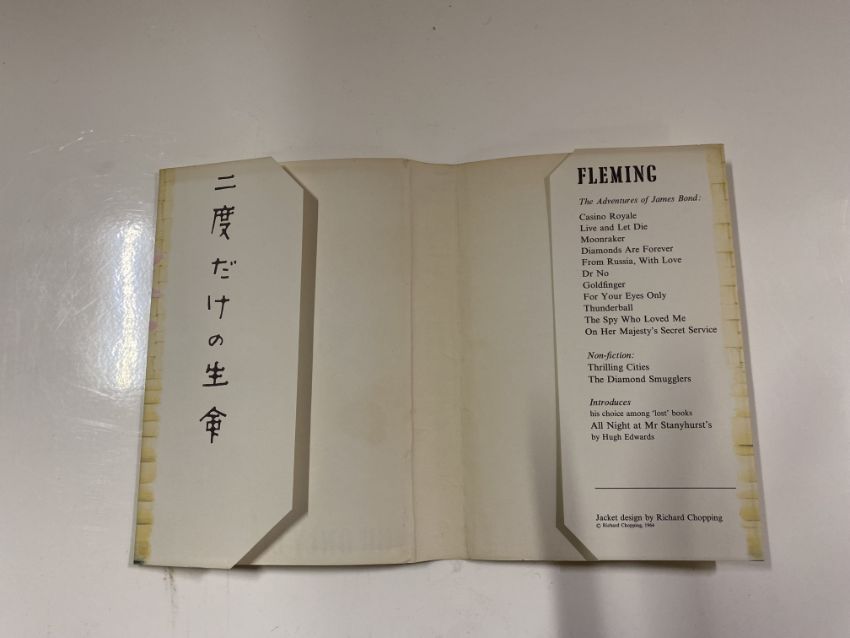 二度だけの生命
FLEMING
The Adventures of James Bond:
Casino Royale
Live and Let Die
Moonraker
Diamonds Are Forever
From Russia, With Love
Dr No
Goldfinger
For Your Eyes Only
Thunderball
The Spy Who Loved Me
On Her Majesty's Secret Service
Non-fiction:
Thrilling Cities
The Diamond Smugglers
Introduces
his choice among 'lost' books
All Night at Mr Stanyhurst's
by Hugh Edwards
Jacket design by Richard Chopping
© Richard Chopping, 1964